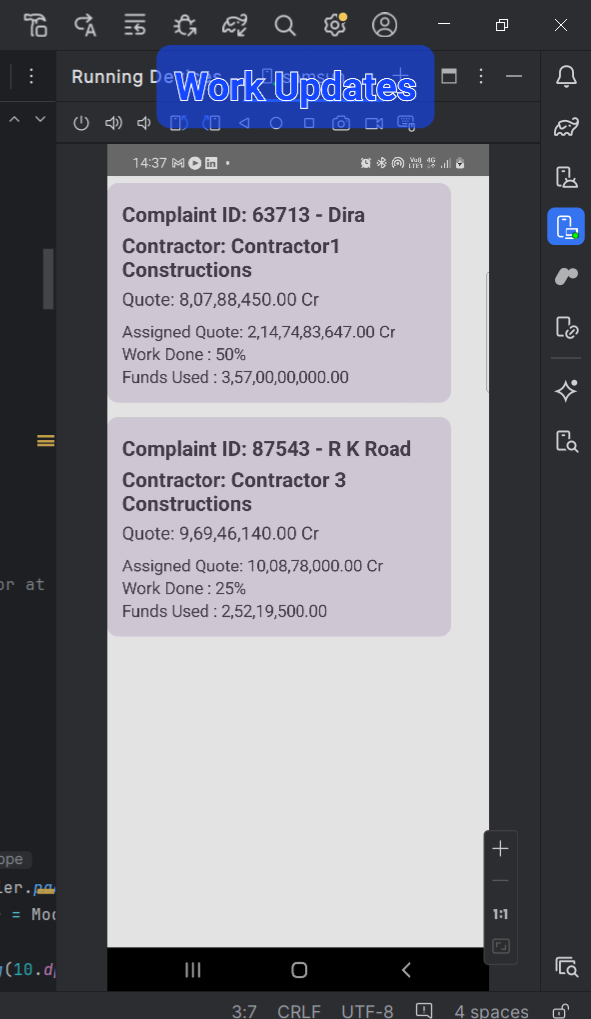 Running De
Work Updates
14:37
Complaint ID: 63713 - Dira
Contractor: Contractor1
Constructions
Quote: 8,07,88,450.00 Cr
Assigned Quote: 2,14,74,83,647.00 Cr
Work Done : 50%
Funds Used : 3,57,00,00,000.00
Complaint ID: 87543 - R K Road
Contractor: Contractor 3
Constructions
Quote: 9,69,46,140.00 Cr
Assigned Quote: 10,08,78,000.00 Cr
Work Done : 25%
Funds Used : 2,52,19,500.00
or at
ope
ier.pa
= Mod
(10.d
1:1
3:7 CRLF UTF-8 4 spaces